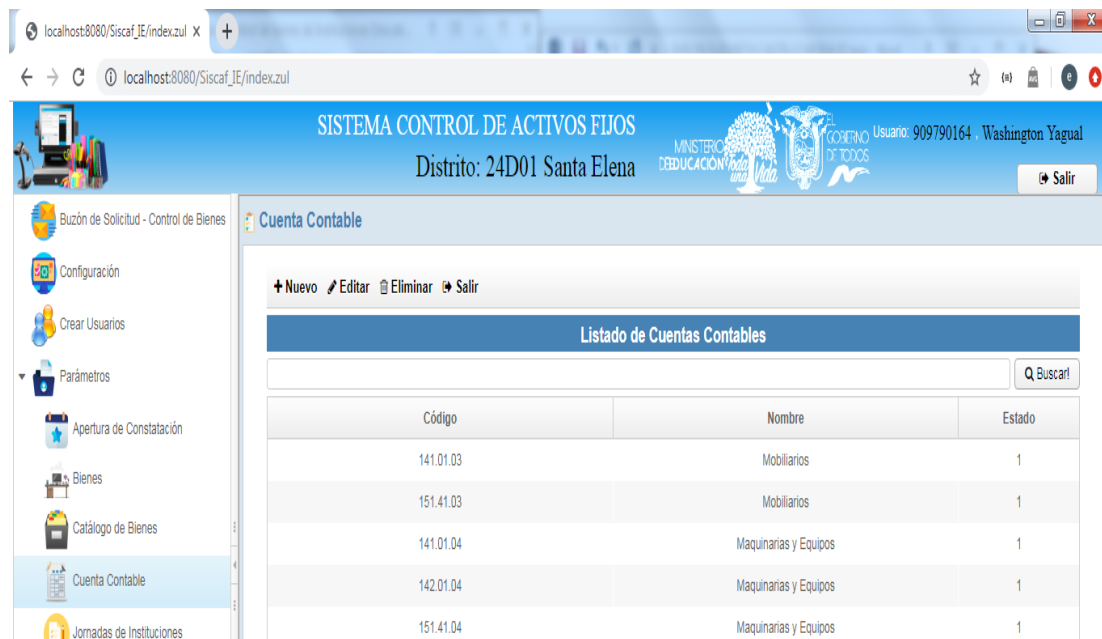 localhost:8080/Siscaf_IE/index.zul
localhost:8080/Siscaf_IE/index.zul
e
SISTEMA CONTROL DE ACTIVOS FIJOS
Distrito: 24D01 Santa Elena
MINISTERIO
DE EDUCACIÓN
Toda
una Vida
EL
GOBIERNO
DE TODOS
Usuario: 909790164 , Washington Yagual
Salir
Buzón de Solicitud - Control de Bienes
Configuración
Crear Usuarios
Parámetros
Apertura de Constatación
Bienes
Catálogo de Bienes
Cuenta Contable
Jornadas de Instituciones
Cuenta Contable
Nuevo Editar Eliminar Salir
Listado de Cuentas Contables
Buscar!
Código Nombre Estado
141.01.03 Mobiliarios 1
151.41.03 Mobiliarios 1
141.01.04 Maquinarias y Equipos 1
142.01.04 Maquinarias y Equipos 1
151.41.04 Maquinarias y Equipos 1